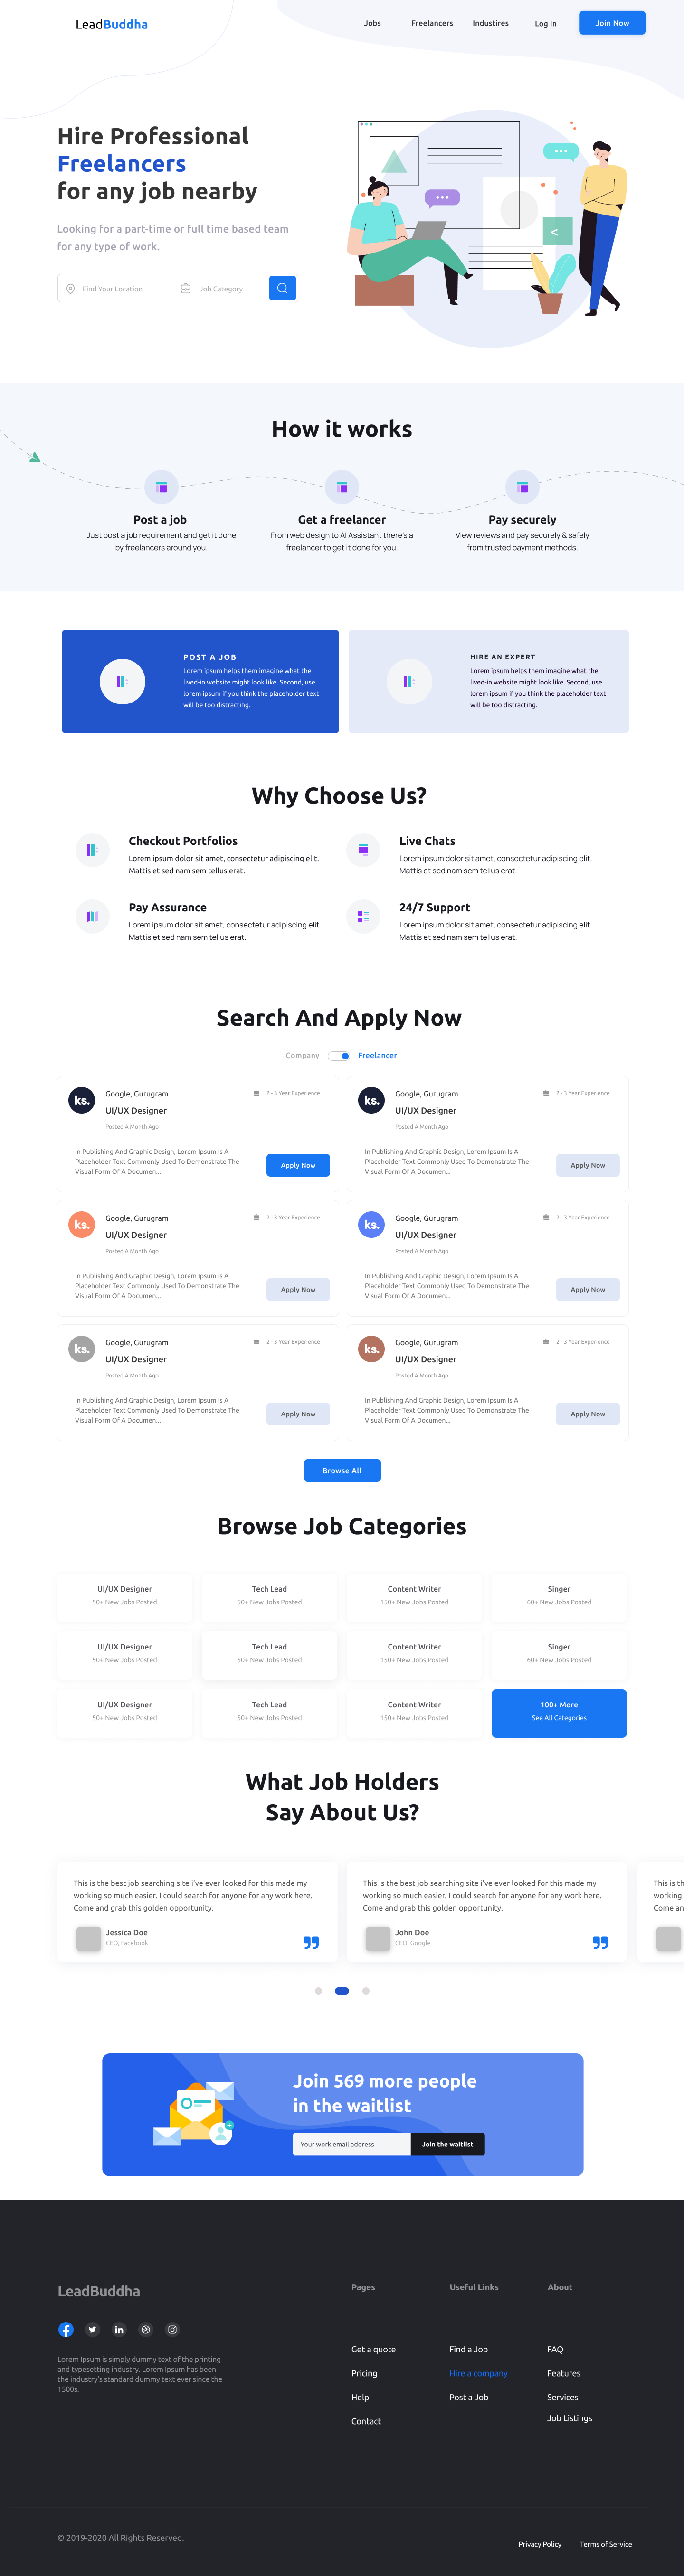 LeadBuddha
Jobs
Freelancers
Industires
Log In
Join Now
Hire Professional
Freelancers
for any job nearby
Looking for a part-time or full time based team
for any type of work.
Find Your Location
Job Category
<
How it works
Post a job
Just post a job requirement and get it done
by freelancers around you.
Get a freelancer
From web design to AI Assistant there's a
freelancer to get it done for you.
Pay securely
View reviews and pay securely & safely
from trusted payment methods.
POST A JOB
Lorem ipsum helps them imagine what the
lived-in website might look like. Second, use
lorem ipsum if you think the placeholder text
will be too distracting.
HIRE AN EXPERT
Lorem ipsum helps them imagine what the
lived-in website might look like. Second, use
lorem ipsum if you think the placeholder text
will be too distracting.
Why Choose Us?
Checkout Portfolios
Lorem ipsum dolor sit amet, consectetur adipiscing elit.
Mattis et sed nam sem tellus erat.
Live Chats
Lorem ipsum dolor sit amet, consectetur adipiscing elit.
Mattis et sed nam sem tellus erat.
Pay Assurance
Lorem ipsum dolor sit amet, consectetur adipiscing elit.
Mattis et sed nam sem tellus erat.
24/7 Support
Lorem ipsum dolor sit amet, consectetur adipiscing elit.
Mattis et sed nam sem tellus erat.
Search And Apply Now
Company
Freelancer
ks.
Google, Gurugram
2 - 3 Year Experience
UI/UX Designer
Posted A Month Ago
In Publishing And Graphic Design, Lorem Ipsum Is A
Placeholder Text Commonly Used To Demonstrate The
Visual Form Of A Documen...
Apply Now
ks.
Google, Gurugram
2 - 3 Year Experience
UI/UX Designer
Posted A Month Ago
In Publishing And Graphic Design, Lorem Ipsum Is A
Placeholder Text Commonly Used To Demonstrate The
Visual Form Of A Documen...
Apply Now
ks.
Google, Gurugram
2 - 3 Year Experience
UI/UX Designer
Posted A Month Ago
In Publishing And Graphic Design, Lorem Ipsum Is A
Placeholder Text Commonly Used To Demonstrate The
Visual Form Of A Documen...
Apply Now
ks.
Google, Gurugram
2 - 3 Year Experience
UI/UX Designer
Posted A Month Ago
In Publishing And Graphic Design, Lorem Ipsum Is A
Placeholder Text Commonly Used To Demonstrate The
Visual Form Of A Documen...
Apply Now
ks.
Google, Gurugram
2 - 3 Year Experience
UI/UX Designer
Posted A Month Ago
In Publishing And Graphic Design, Lorem Ipsum Is A
Placeholder Text Commonly Used To Demonstrate The
Visual Form Of A Documen...
Apply Now
ks.
Google, Gurugram
2 - 3 Year Experience
UI/UX Designer
Posted A Month Ago
In Publishing And Graphic Design, Lorem Ipsum Is A
Placeholder Text Commonly Used To Demonstrate The
Visual Form Of A Documen...
Apply Now
Browse All
Browse Job Categories
UI/UX Designer
50+ New Jobs Posted
Tech Lead
50+ New Jobs Posted
Content Writer
150+ New Jobs Posted
Singer
60+ New Jobs Posted
UI/UX Designer
50+ New Jobs Posted
Tech Lead
50+ New Jobs Posted
Content Writer
150+ New Jobs Posted
Singer
60+ New Jobs Posted
UI/UX Designer
50+ New Jobs Posted
Tech Lead
50+ New Jobs Posted
Content Writer
150+ New Jobs Posted
100+ More
See All Categories
What Job Holders
Say About Us?
This is the best job searching site i've ever looked for this made my
working so much easier. I could search for anyone for any work here.
Come and grab this golden opportunity.
Jessica Doe
CEO, Facebook
This is the best job searching site i've ever looked for this made my
working so much easier. I could search for anyone for any work here.
Come and grab this golden opportunity.
John Doe
CEO, Google
This is th
working
Come an
Join 569 more people
in the waitlist
Your work email address
Join the waitlist
LeadBuddha
Lorem Ipsum is simply dummy text of the printing
and typesetting industry. Lorem Ipsum has been
the industry's standard dummy text ever since the
1500s.
Pages
Get a quote
Pricing
Help
Contact
Useful Links
Find a Job
Hire a company
Post a Job
About
FAQ
Features
Services
Job Listings
© 2019-2020 All Rights Reserved.
Privacy Policy
Terms of Service